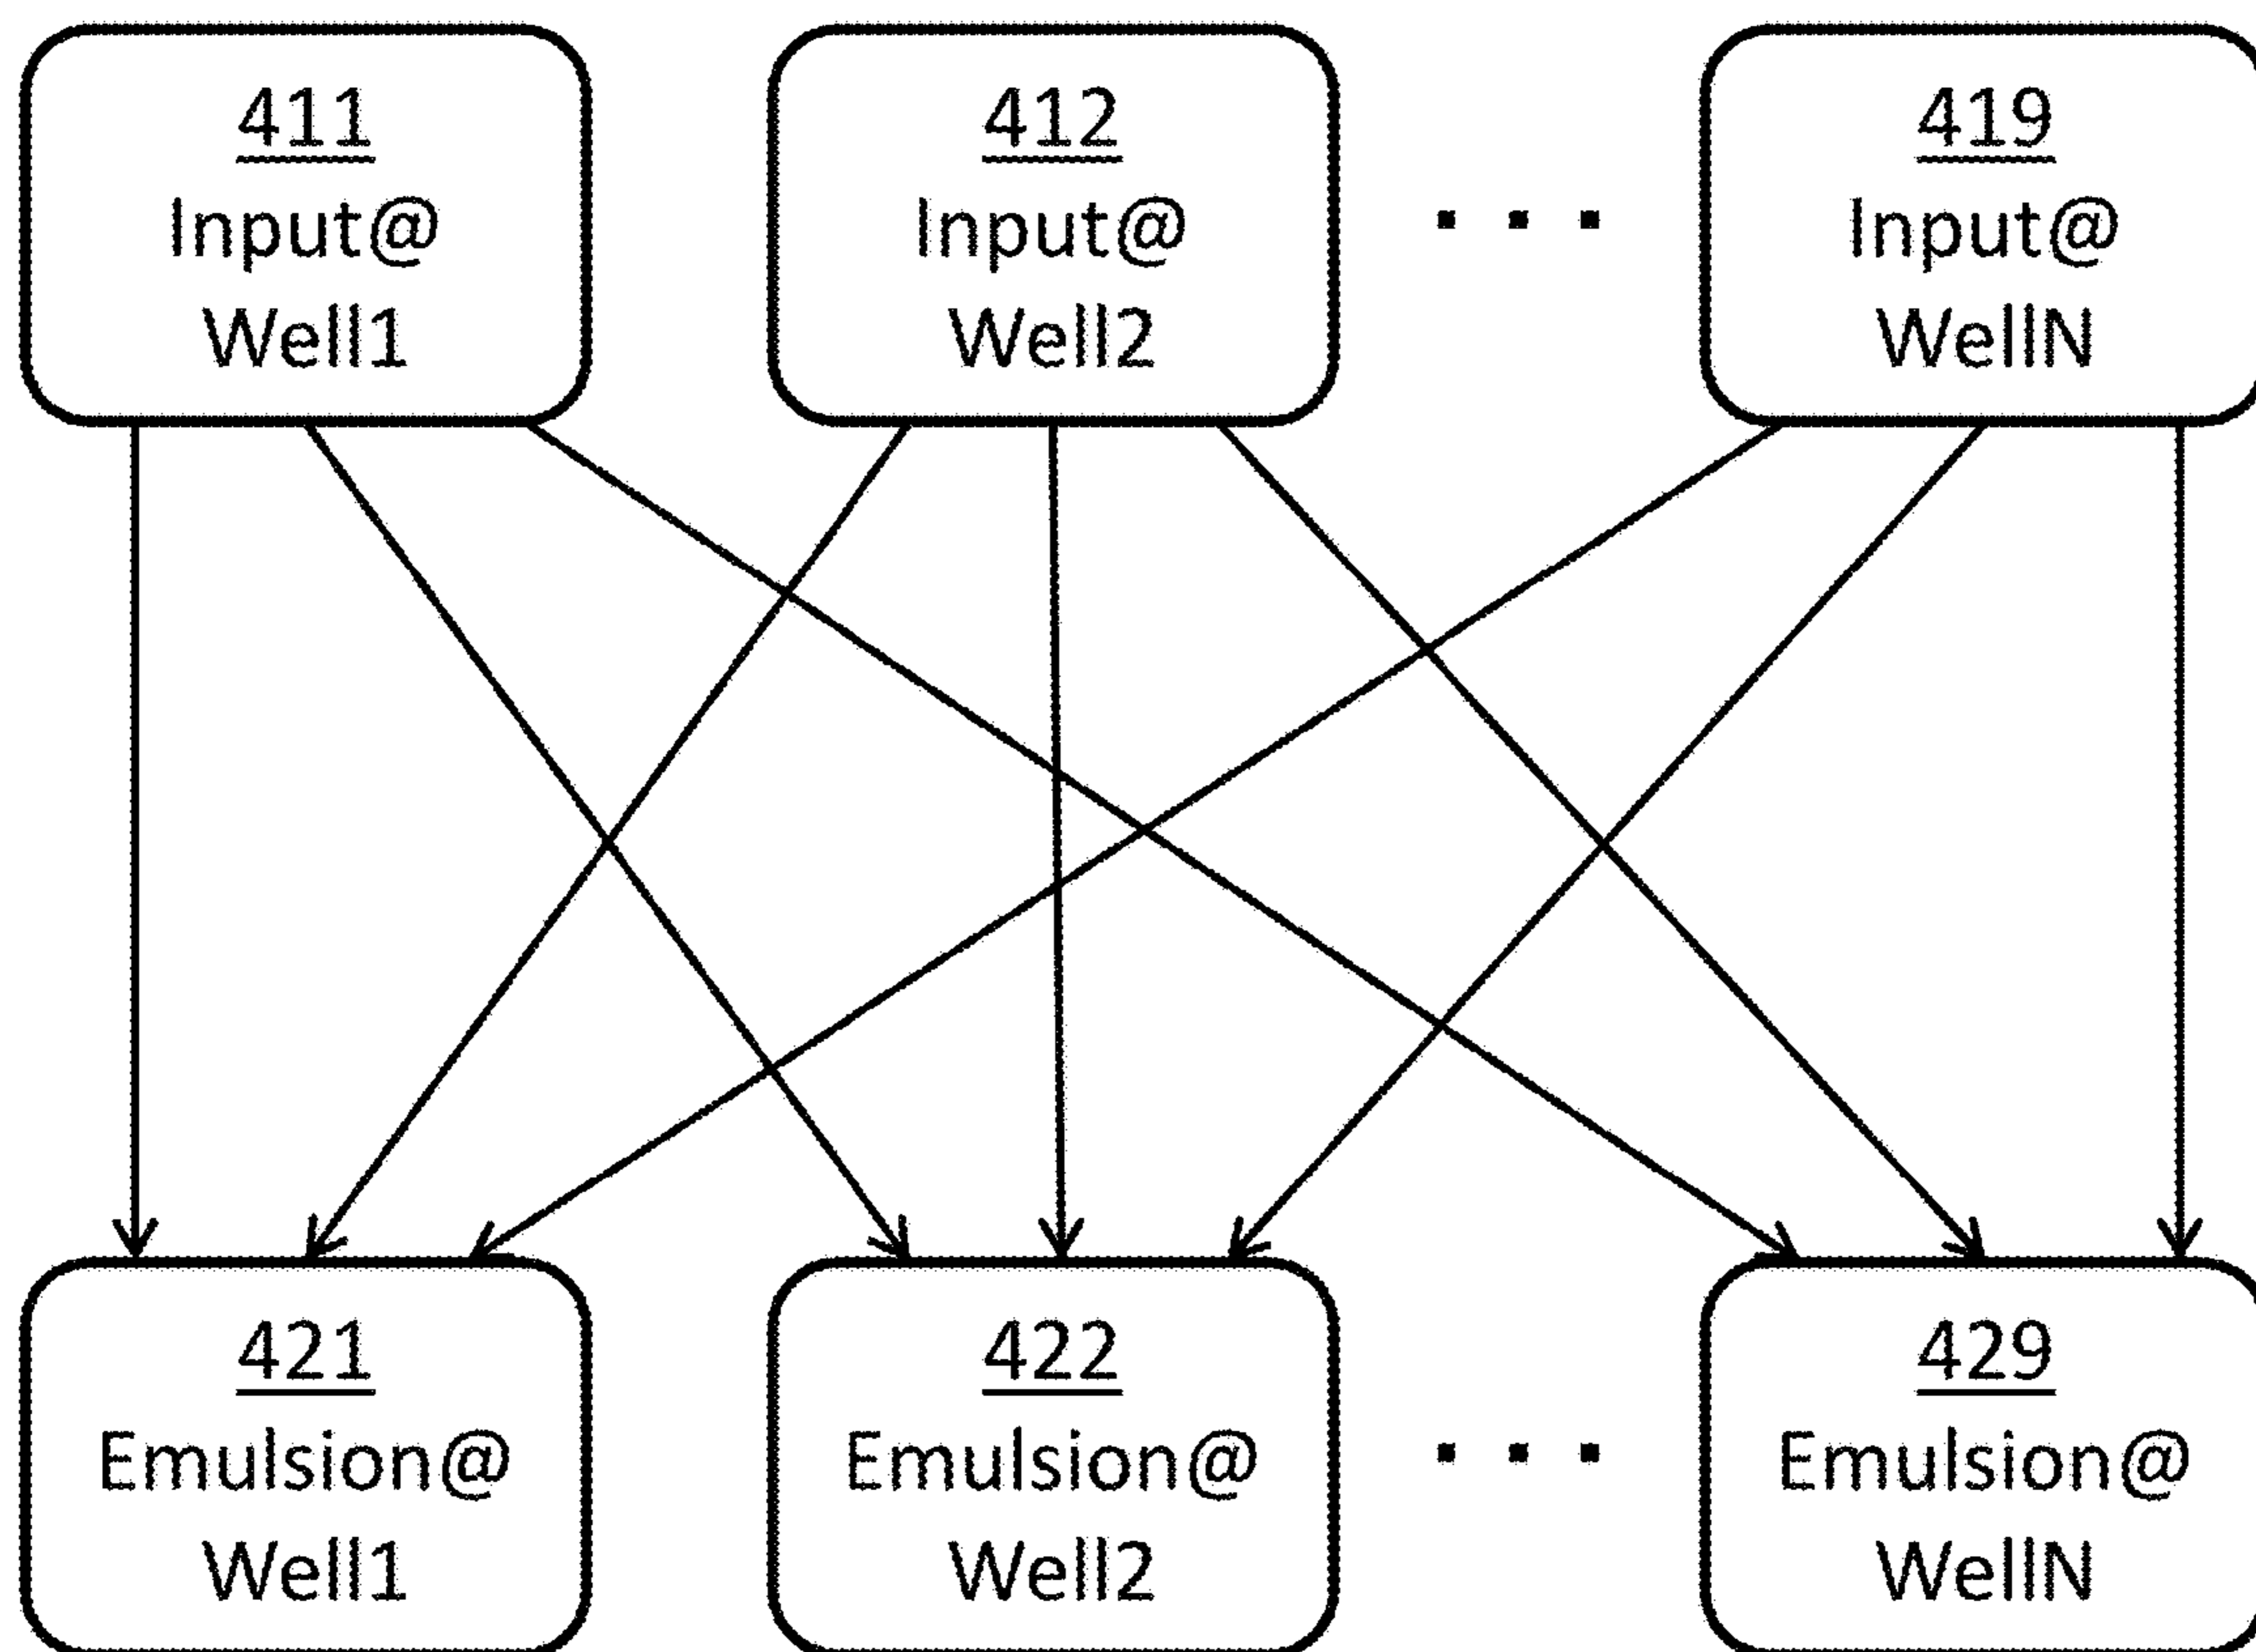 411
Input@
Well1
412
Input@
Well2
. . .
419
Input@
WellN
421
Emulsion@
Well1
422
Emulsion@
Well2
. . .
429
Emulsion@
WellN